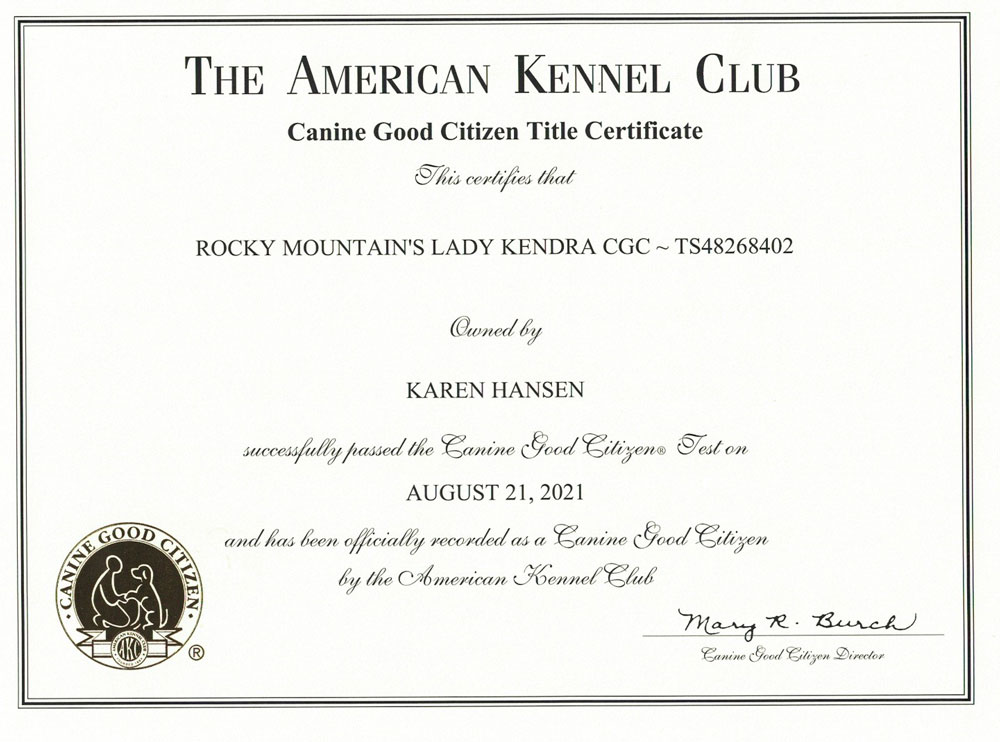 THE AMERICAN KENNEL CLUB
Canine Good Citizen Title Certificate
This certifies that
ROCKY MOUNTAIN'S LADY KENDRA CGC ~ TS48268402
Owned by
KAREN HANSEN
successfully passed the Canine Good Citizen® Test on
AUGUST 21, 2021
and has been officially recorded as a Canine Good Citizen
by the American Kennel Club
·CANINE GOOD CITIZEN·
AMERICAN KENNEL CLUB
AKC
®
Mary R. Burch
Canine Good Citizen Director